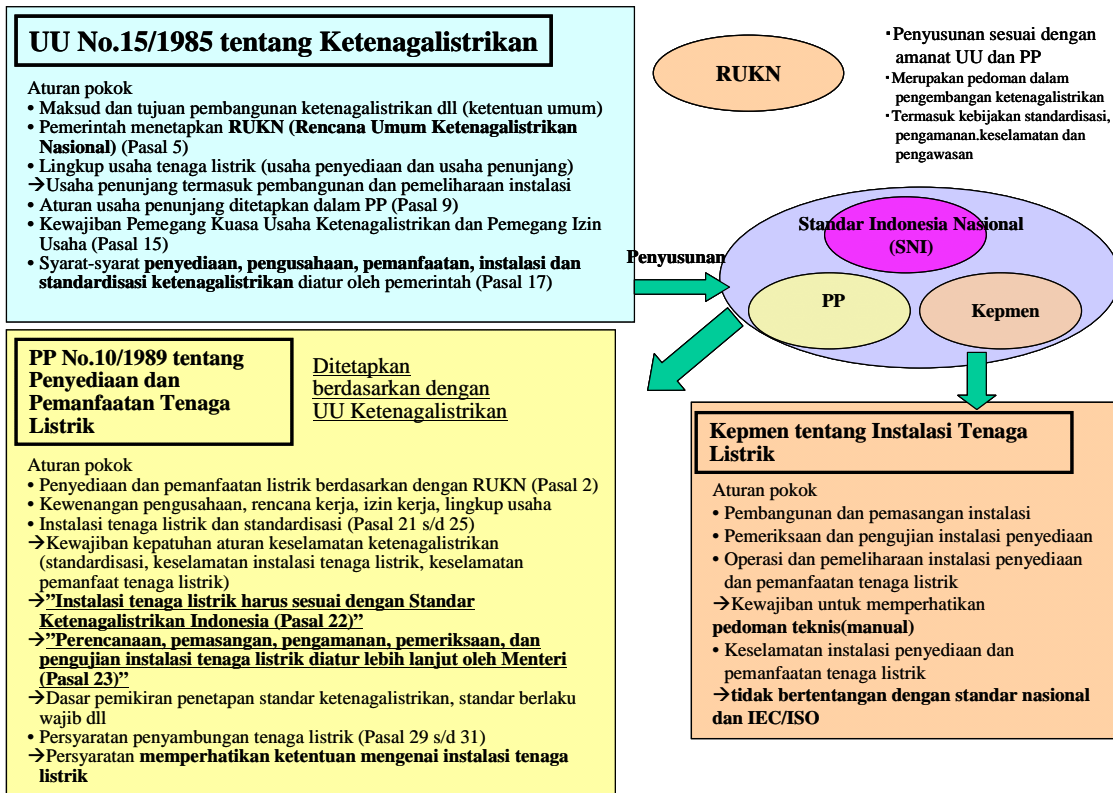 UU No.15/1985 tentang Ketenagalistrikan
Aturan pokok
• Maksud dan tujuan pembangunan ketenagalistrikan dll (ketentuan umum)
• Pemerintah menetapkan RUKN (Rencana Umum Ketenagalistrikan
Nasional) (Pasal 5)
• Lingkup usaha tenaga listrik (usaha penyediaan dan usaha penunjang)
→Usaha penunjang termasuk pembangunan dan pemeliharaan instalasi
• Aturan usaha penunjang ditetapkan dalam PP (Pasal 9)
• Kewajiban Pemegang Kuasa Usaha Ketenagalistrikan dan Pemegang Izin
Usaha (Pasal 15)
• Syarat-syarat penyediaan, pengusahaan, pemanfaatan, instalasi dan
standardisasi ketenagalistrikan diatur oleh pemerintah (Pasal 17)
RUKN
・Penyusunan sesuai dengan
amanat UU dan PP
・Merupakan pedoman dalam
pengembangan ketenagalistrikan
・Termasuk kebijakan standardisasi,
pengamanan.keselamatan dan
pengawasan
Penyusunan
Standar Indonesia Nasional
(SNI)
PP
Kepmen
PP No.10/1989 tentang
Penyediaan dan
Pemanfaatan Tenaga
Listrik
Ditetapkan
berdasarkan dengan
UU Ketenagalistrikan
Aturan pokok
• Penyediaan dan pemanfaatan listrik berdasarkan dengan RUKN (Pasal 2)
• Kewenangan pengusahaan, rencana kerja, izin kerja, lingkup usaha
• Instalasi tenaga listrik dan standardisasi (Pasal 21 s/d 25)
→Kewajiban kepatuhan aturan keselamatan ketenagalistrikan
(standardisasi, keselamatan instalasi tenaga listrik, keselamatan
pemanfaat tenaga listrik)
→”Instalasi tenaga listrik harus sesuai dengan Standar
Ketenagalistrikan Indonesia (Pasal 22)”
→”Perencanaan, pemasangan, pengamanan, pemeriksaan, dan
pengujian instalasi tenaga listrik diatur lebih lanjut oleh Menteri
(Pasal 23)”
→Dasar pemikiran penetapan standar ketenagalistrikan, standar berlaku
wajib dll
• Persyaratan penyambungan tenaga listrik (Pasal 29 s/d 31)
→Persyaratan memperhatikan ketentuan mengenai instalasi tenaga
listrik
Kepmen tentang Instalasi Tenaga
Listrik
Aturan pokok
• Pembangunan dan pemasangan instalasi
• Pemeriksaan dan pengujian instalasi penyediaan
• Operasi dan pemeliharaan instalasi penyediaan
dan pemanfaatan tenaga listrik
→Kewajiban untuk memperhatikan
pedoman teknis(manual)
• Keselamatan instalasi penyediaan dan
pemanfaatan tenaga listrik
→tidak bertentangan dengan standar nasional
dan IEC/ISO